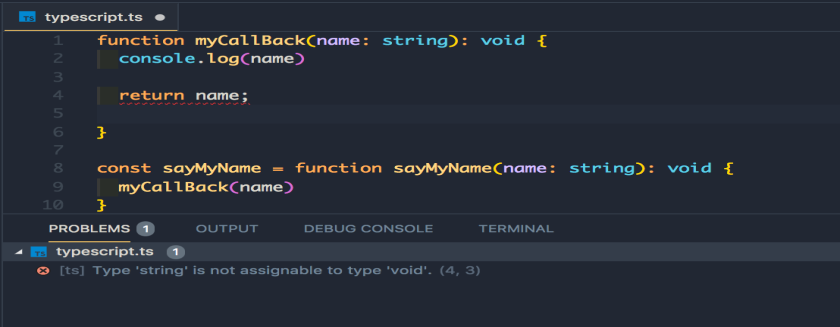 TS typescript.ts
1 function myCallBack(name: string): void {
2 console.log(name)
3
4 return name;
5
6 }
7
8 const sayMyName = function sayMyName(name: string): void {
9 myCallBack(name)
10 }
PROBLEMS 1 OUTPUT DEBUG CONSOLE TERMINAL
TS typescript.ts 1
[ts] Type 'string' is not assignable to type 'void'. (4, 3)